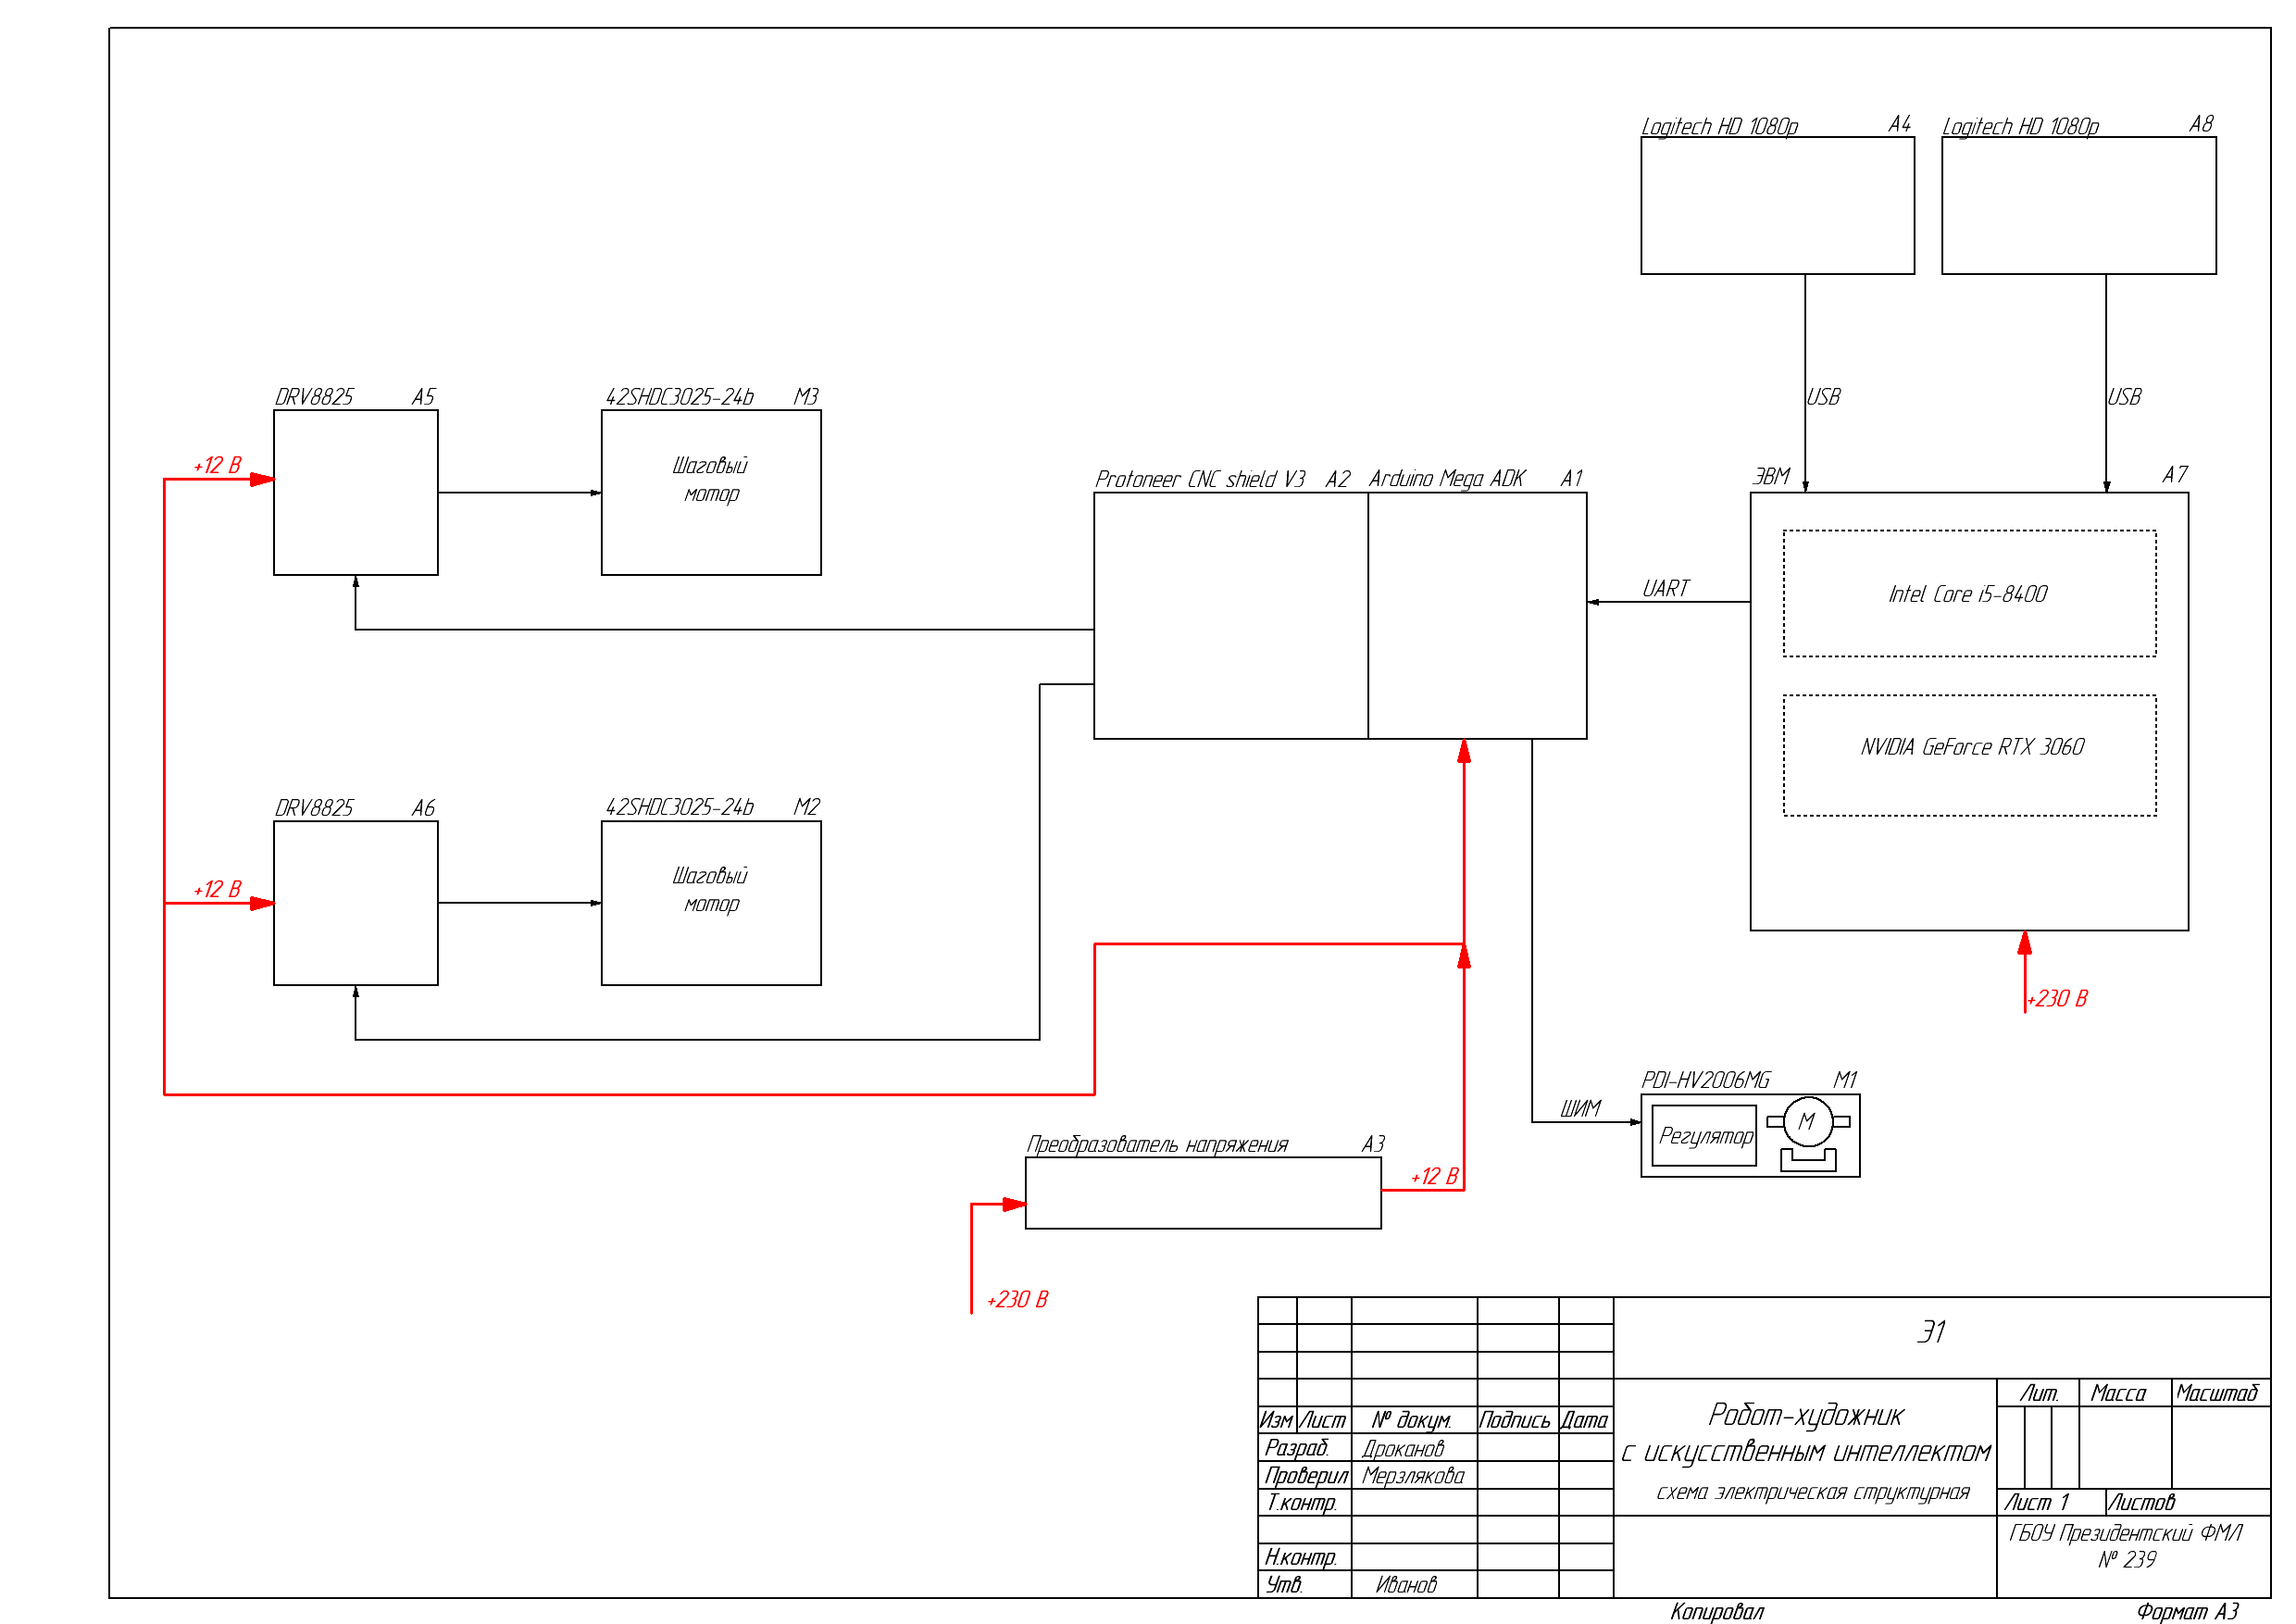 Logitech HD 1080p A4
Logitech HD 1080p A8
USB
USB
DRV8825 A5
42SHDC3025-24b M3
Шаговый
мотор
+12 В
Protoneer CNC shield V3 A2
Arduino Mega ADK A1
ЭВМ A7
Intel Core i5-8400
UART
NVIDIA GeForce RTX 3060
DRV8825 A6
42SHDC3025-24b M2
Шаговый
мотор
+12 В
+230 В
PDI-HV2006MG M1
ШИМ
Регулятор
М
Преобразователь напряжения A3
+12 В
+230 В
Э1
Робот-художник
с искусственным интеллектом
схема электрическая структурная
Лит. Масса Масштаб
Изм Лист № докум. Подпись Дата
Разраб. Дроканов
Проверил Мерзлякова
Т.контр.
Н.контр.
Утв. Иванов
Лист 1 Листов
ГБОУ Президентский ФМЛ
№ 239
Копировал
Формат А3